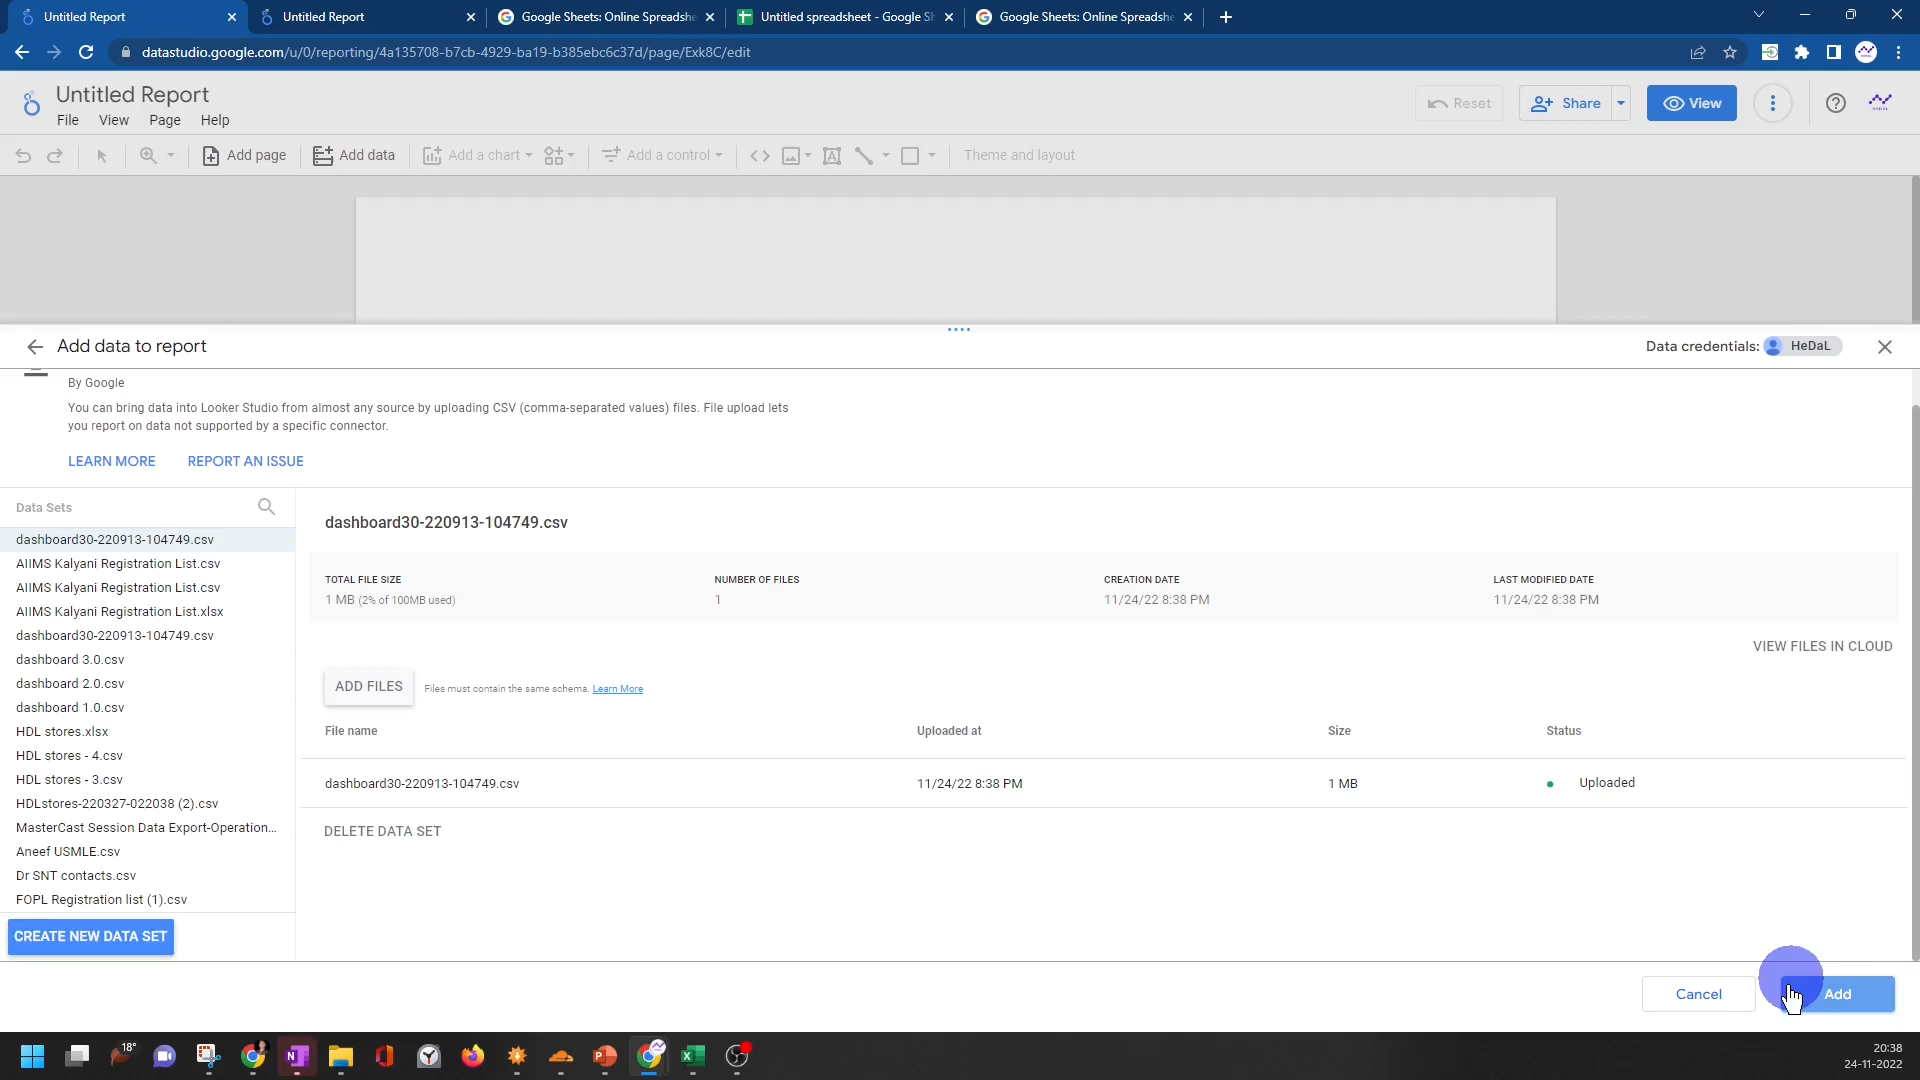 Untitled Report
Untitled Report
Google Sheets: Online Spreadshe
Untitled spreadsheet - Google Sh
Google Sheets: Online Spreadshe
datastudio.google.com/u/0/reporting/4a135708-b7cb-4929-ba19-b385ebc6c37d/page/Exk8C/edit
Untitled Report
File View Page Help
Reset
Share
View
Add page
Add data
Add a chart
Add a control
Theme and layout
Add data to report
Data credentials: HeDaL
By Google
You can bring data into Looker Studio from almost any source by uploading CSV (comma-separated values) files. File upload lets
you report on data not supported by a specific connector.
LEARN MORE REPORT AN ISSUE
Data Sets
dashboard30-220913-104749.csv
AIIMS Kalyani Registration List.csv
AIIMS Kalyani Registration List.csv
AIIMS Kalyani Registration List.xlsx
dashboard30-220913-104749.csv
dashboard 3.0.csv
dashboard 2.0.csv
dashboard 1.0.csv
HDL stores.xlsx
HDL stores - 4.csv
HDL stores - 3.csv
HDLstores-220327-022038 (2).csv
MasterCast Session Data Export-Operation...
Aneef USMLE.csv
Dr SNT contacts.csv
FOPL Registration list (1).csv
CREATE NEW DATA SET
dashboard30-220913-104749.csv
TOTAL FILE SIZE NUMBER OF FILES CREATION DATE LAST MODIFIED DATE
1 MB (2% of 100MB used) 1 11/24/22 8:38 PM 11/24/22 8:38 PM
VIEW FILES IN CLOUD
ADD FILES Files must contain the same schema. Learn More
File name Uploaded at Size Status
dashboard30-220913-104749.csv 11/24/22 8:38 PM 1 MB Uploaded
DELETE DATA SET
Cancel Add
18°
20:38
24-11-2022